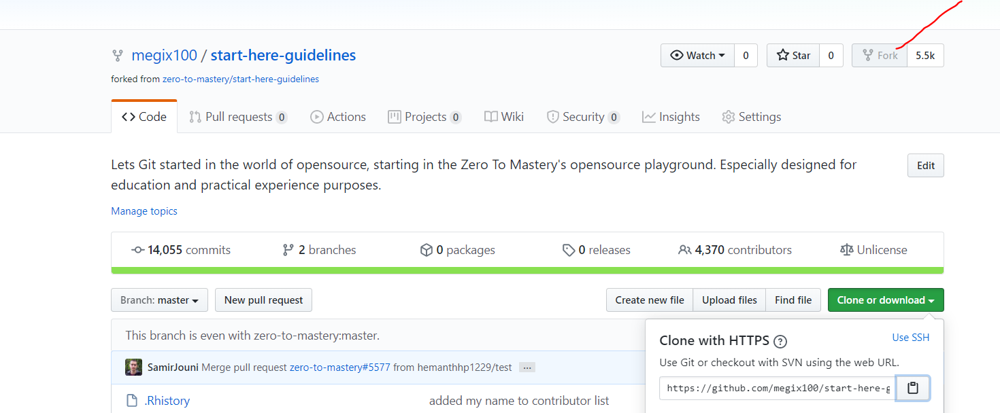 megix100 / start-here-guidelines
Watch 0 Star 0 Fork 5.5k
forked from zero-to-mastery/start-here-guidelines
Code Pull requests 0 Actions Projects 0 Wiki Security 0 Insights Settings
Lets Git started in the world of opensource, starting in the Zero To Mastery's opensource playground. Especially designed for
education and practical experience purposes.
Edit
Manage topics
14,055 commits 2 branches 0 packages 0 releases 4,370 contributors Unlicense
Branch: master New pull request Create new file Upload files Find file Clone or download
This branch is even with zero-to-mastery:master.
Clone with HTTPS ? Use SSH
Use Git or checkout with SVN using the web URL.
SamirJouni Merge pull request zero-to-mastery#5577 from hemanthhp1229/test ...
https://github.com/megix100/start-here-g
.Rhistory added my name to contributor list